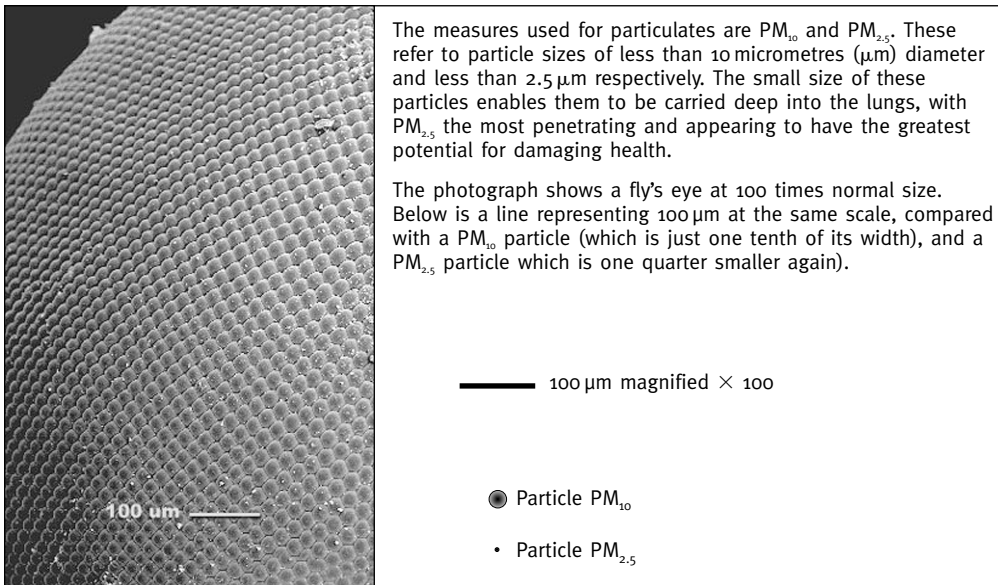 The measures used for particulates are PM₁₀ and PM₂.₅. These
refer to particle sizes of less than 10 micrometres (μm) diameter
and less than 2.5 μm respectively. The small size of these
particles enables them to be carried deep into the lungs, with
PM₂.₅ the most penetrating and appearing to have the greatest
potential for damaging health.
The photograph shows a fly's eye at 100 times normal size.
Below is a line representing 100 μm at the same scale, compared
with a PM₁₀ particle (which is just one tenth of its width), and a
PM₂.₅ particle which is one quarter smaller again).
100 μm magnified × 100
Particle PM₁₀
Particle PM₂.₅
100 um